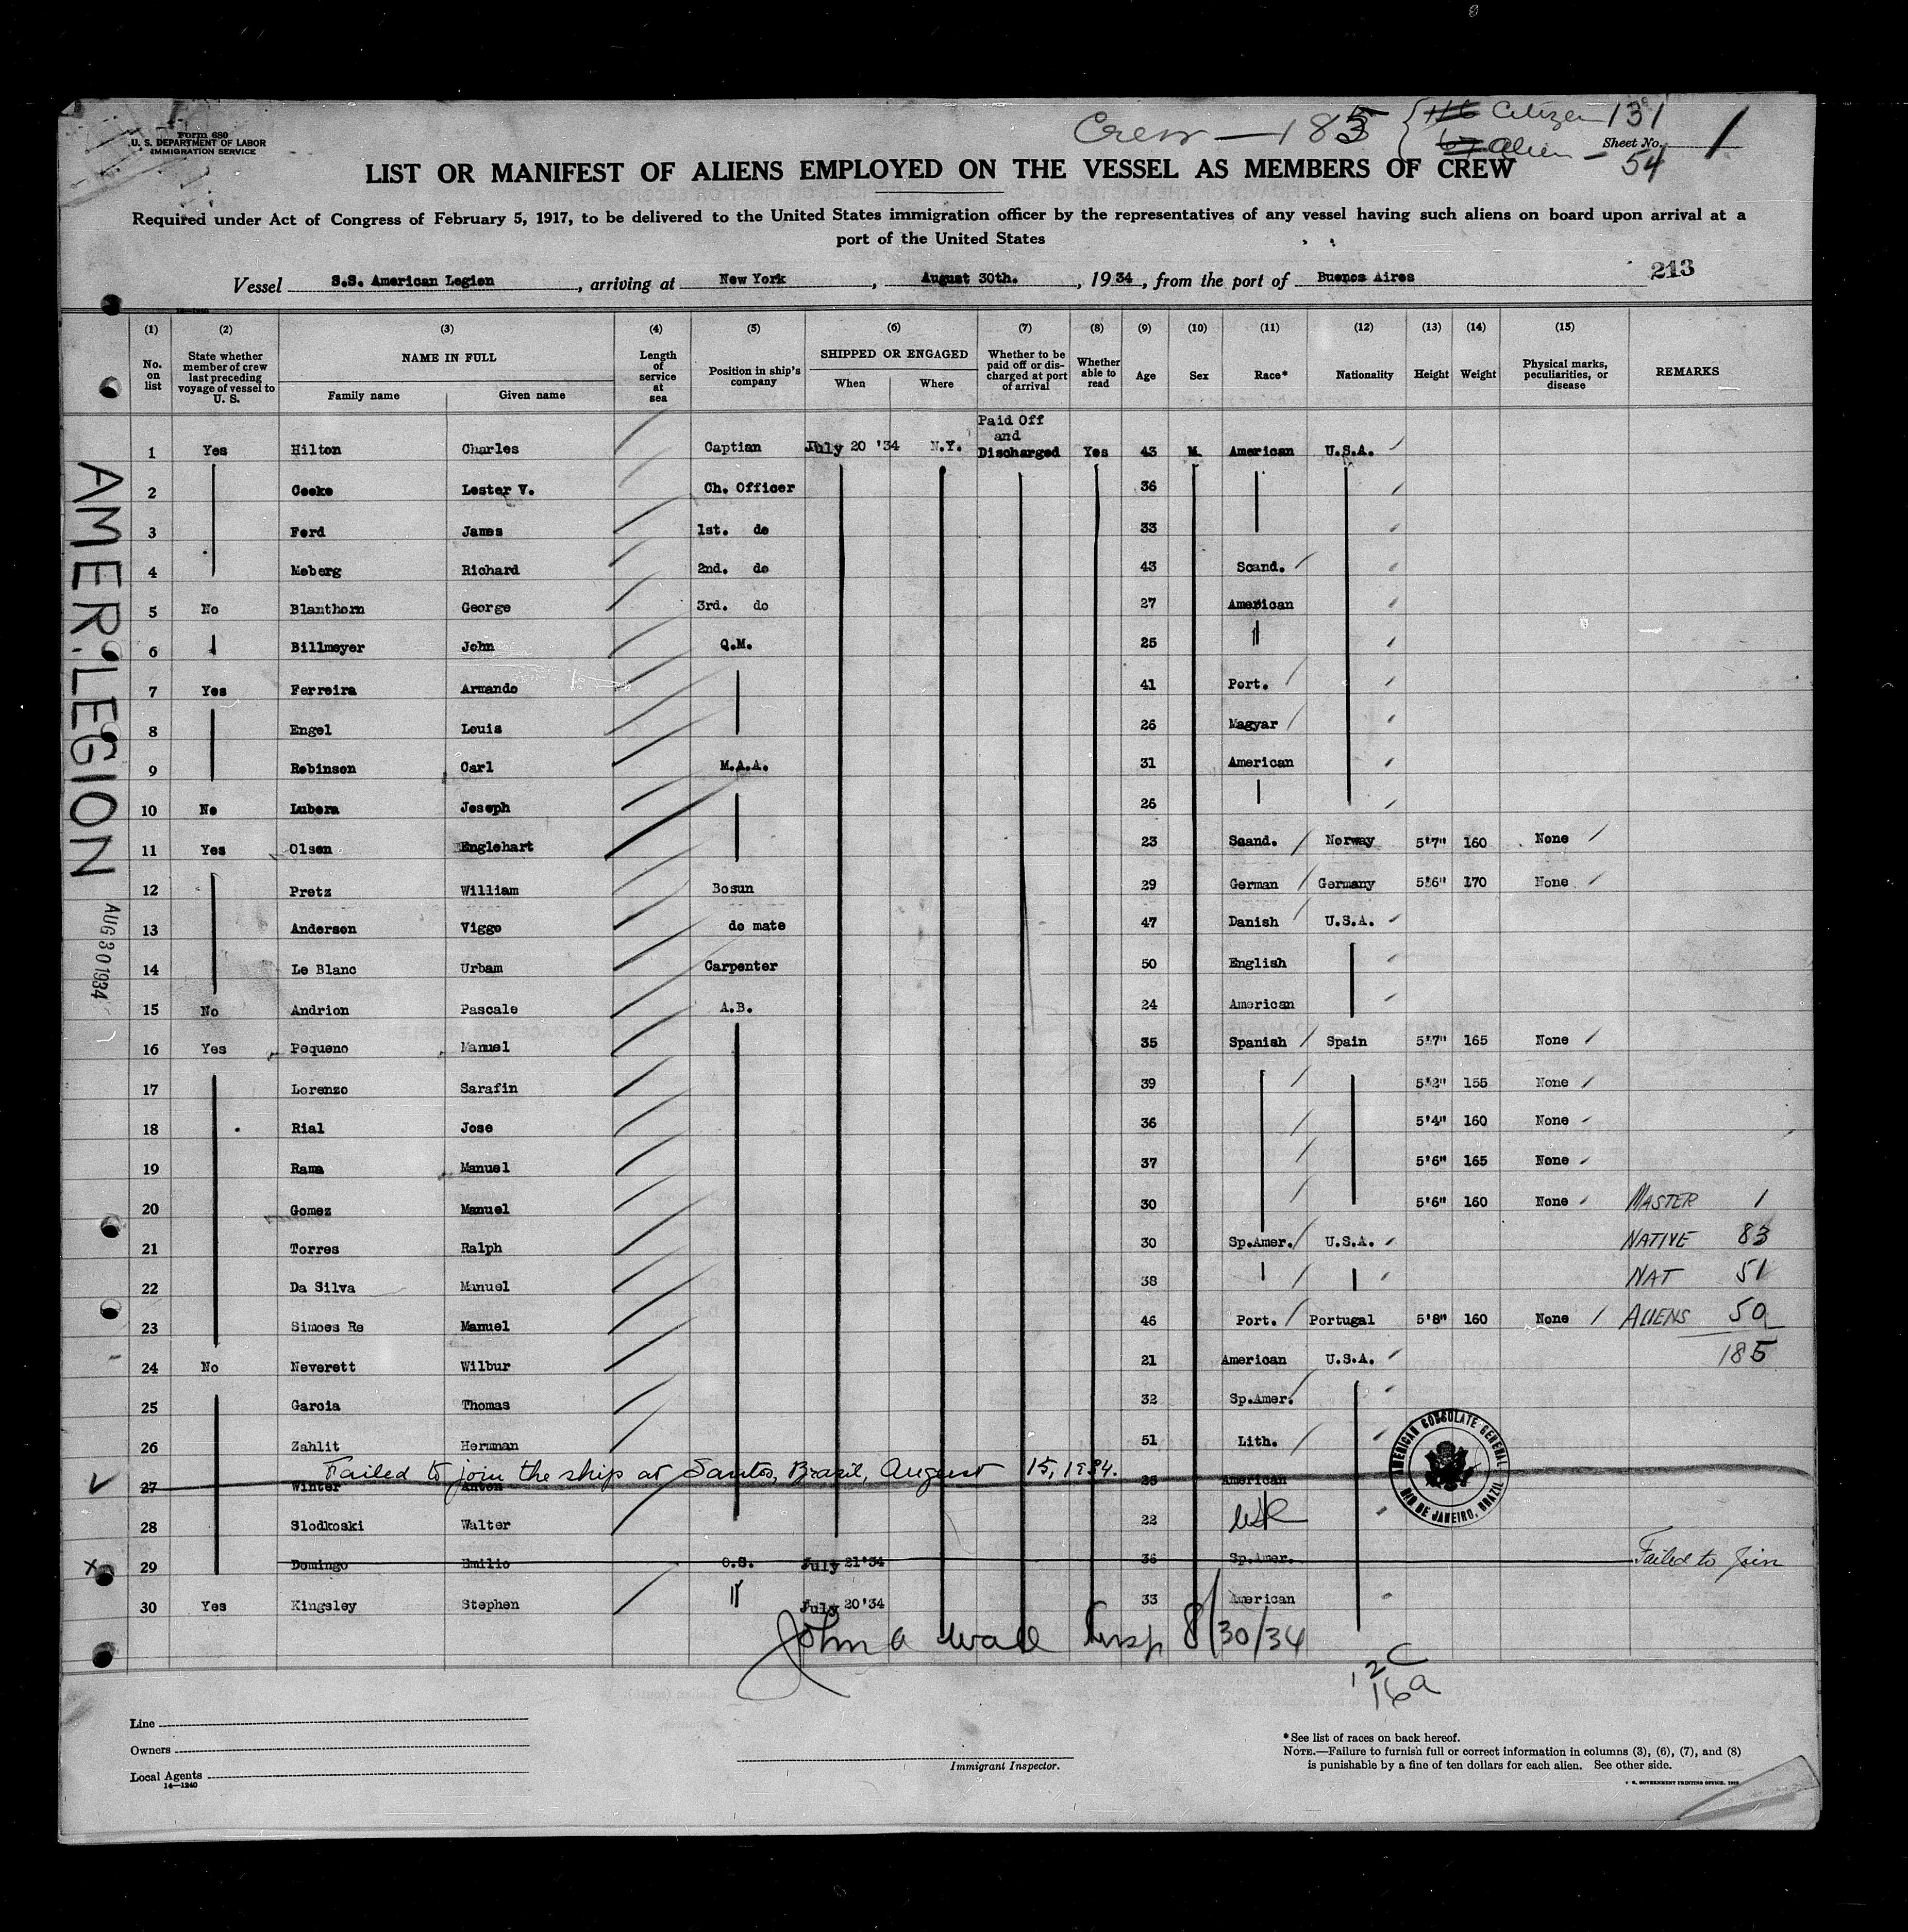 Form 680
U. S. DEPARTMENT OF LABOR
IMMIGRATION SERVICE
Crew — 185 { 116 Citizen 131
67 Alien — 54
Sheet No. 1
LIST OR MANIFEST OF ALIENS EMPLOYED ON THE VESSEL AS MEMBERS OF CREW
Required under Act of Congress of February 5, 1917, to be delivered to the United States immigration officer by the representatives of any vessel having such aliens on board upon arrival at a
port of the United States
213
Vessel S.S. American Legion, arriving at New York, August 30th., 1934, from the port of Buenos Aires
(1) (2) (3) (4) (5) (6) (7) (8) (9) (10) (11) (12) (13) (14) (15)
No. on list
State whether member of crew last preceding voyage of vessel to U. S.
NAME IN FULL
Family name Given name
Length of service at sea
Position in ship's company
SHIPPED OR ENGAGED
When Where
Whether to be paid off or discharged at port of arrival
Whether able to read
Age Sex Race* Nationality Height Weight
Physical marks, peculiarities, or disease
REMARKS
Paid Off
and
1 Yes Hilton Charles Captian July 20 '34 N.Y. Discharged Yes 43 M. American U.S.A.
2 Cooke Lester V. Ch. Officer 36
3 Ford James 1st. do 33
4 Moberg Richard 2nd. do 43 Scand.
5 No Blanthorn George 3rd. do 27 American
6 Billmeyer John Q.M. 25
7 Yes Ferreira Armando 41 Port.
8 Engel Louis 26 Magyar
9 Robinson Carl M.A.A. 31 American
10 No Lubera Joseph 26
11 Yes Olsen Englehart 23 Scand. Norway 5'7" 160 None
12 Pretz William Bosun 29 German Germany 5'6" 170 None
13 Anderson Viggo do mate 47 Danish U.S.A.
14 Le Blanc Urbam Carpenter 50 English
15 No Andrion Pascale A.B. 24 American
16 Yes Pequeno Manuel 35 Spanish Spain 5'7" 165 None
17 Lorenzo Sarafin 39 5'2" 155 None
18 Rial Jose 36 5'4" 160 None
19 Rama Manuel 37 5'6" 165 None
20 Gomez Manuel 30 5'6" 160 None MASTER 1
21 Torres Ralph 30 Sp.Amer. U.S.A. NATIVE 83
22 Da Silva Manuel 38 NAT 51
23 Simoes Re Manuel 46 Port. Portugal 5'8" 160 None ALIENS 50
24 No Neverett Wilbur 21 American U.S.A. 185
25 Garcia Thomas 32 Sp.Amer.
26 Zahlit Herman 51 Lith.
Failed to join the ship at Santos, Brazil, August 15, 1934.
27 Winter Anton 25 American
28 Slodkoski Walter 22
29 Domingo Emilio O.S. July 21'34 36 Sp.Amer. Failed to Join
30 Yes Kingsley Stephen July 20'34 33 American
AMERICAN CONSULATE GENERAL
RIO DE JANEIRO, BRAZIL
AMER. LEGION
AUG 30 1934
John A Wall Insp 8/30/34
12 C
16a
Line
Owners
Local Agents
14—1240
Immigrant Inspector.
*See list of races on back hereof.
NOTE.—Failure to furnish full or correct information in columns (3), (6), (7), and (8)
is punishable by a fine of ten dollars for each alien. See other side.